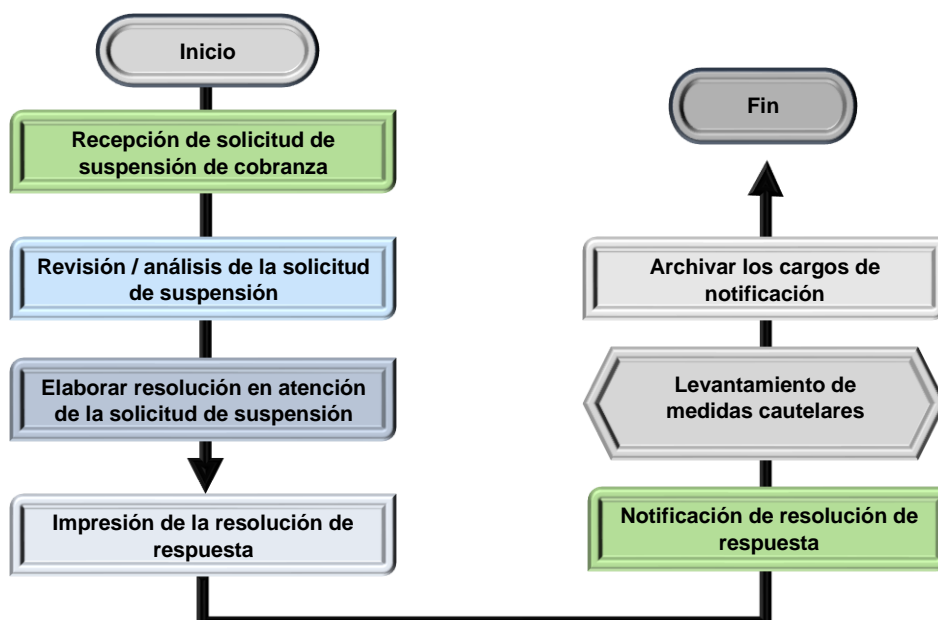 Inicio
Recepción de solicitud de
suspensión de cobranza
Revisión / análisis de la solicitud
de suspensión
Elaborar resolución en atención
de la solicitud de suspensión
Impresión de la resolución de
respuesta
Notificación de resolución de
respuesta
Levantamiento de
medidas cautelares
Archivar los cargos de
notificación
Fin